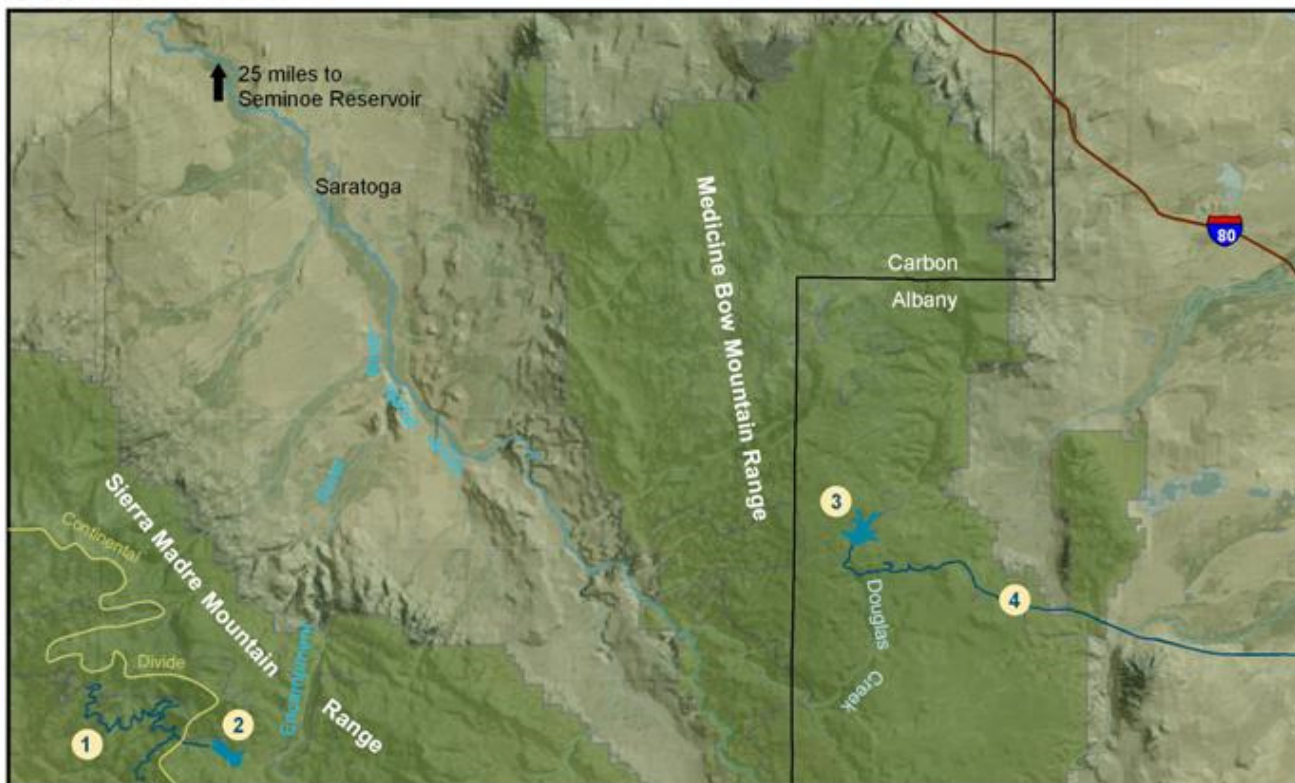 25 miles to
Seminoe Reservoir
Saratoga
Medicine Bow Mountain Range
80
Carbon
Albany
River
Sierra Madre Mountain Range
Continental
Divide
Encampment
3
4
Douglas
Creek
1
2